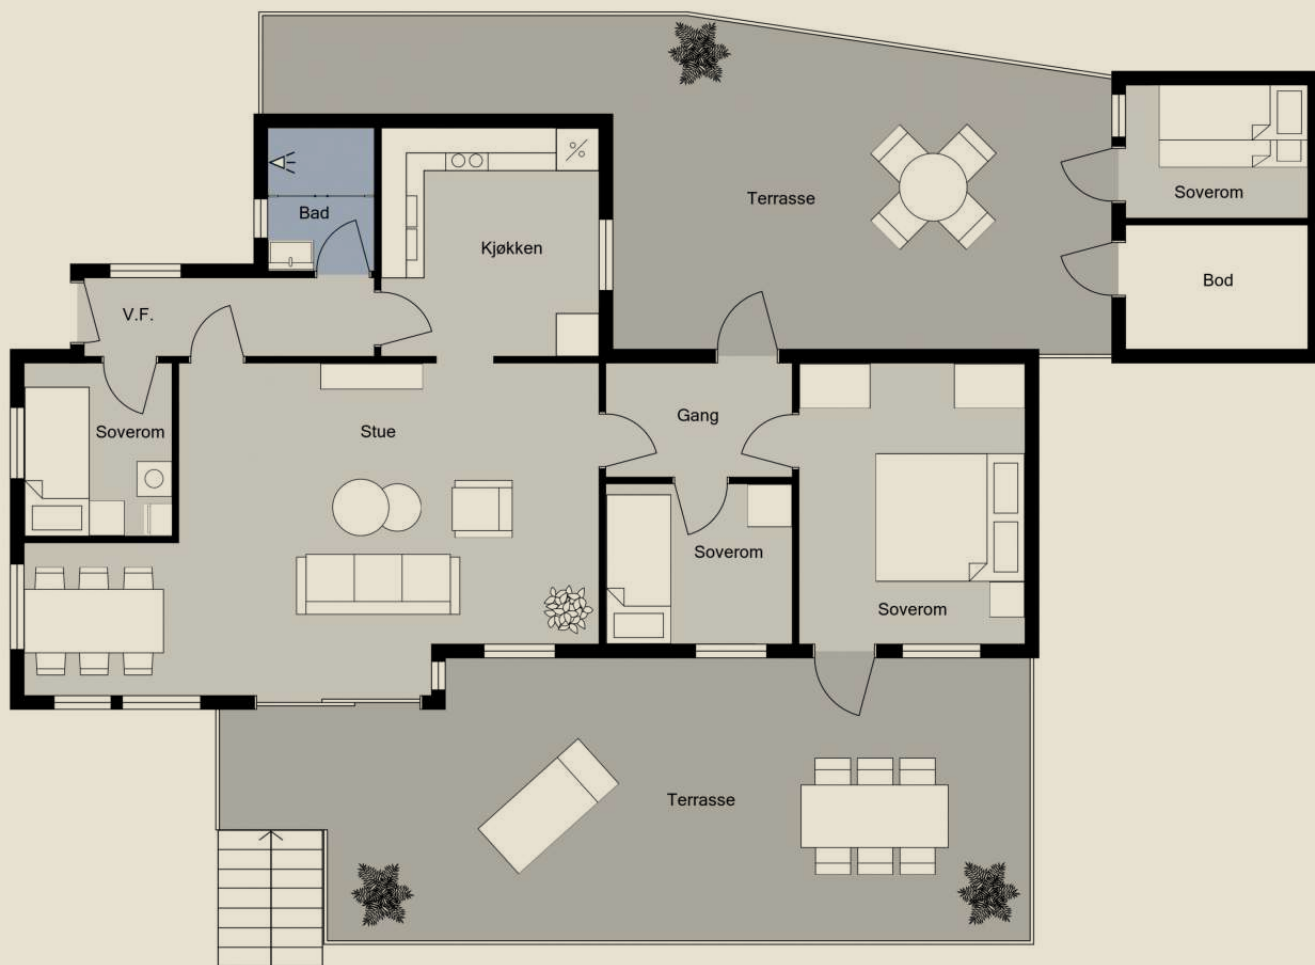 Terrasse
Soverom
Bad
Kjøkken
Bod
V.F.
Soverom
Stue
Gang
Soverom
Soverom
Terrasse